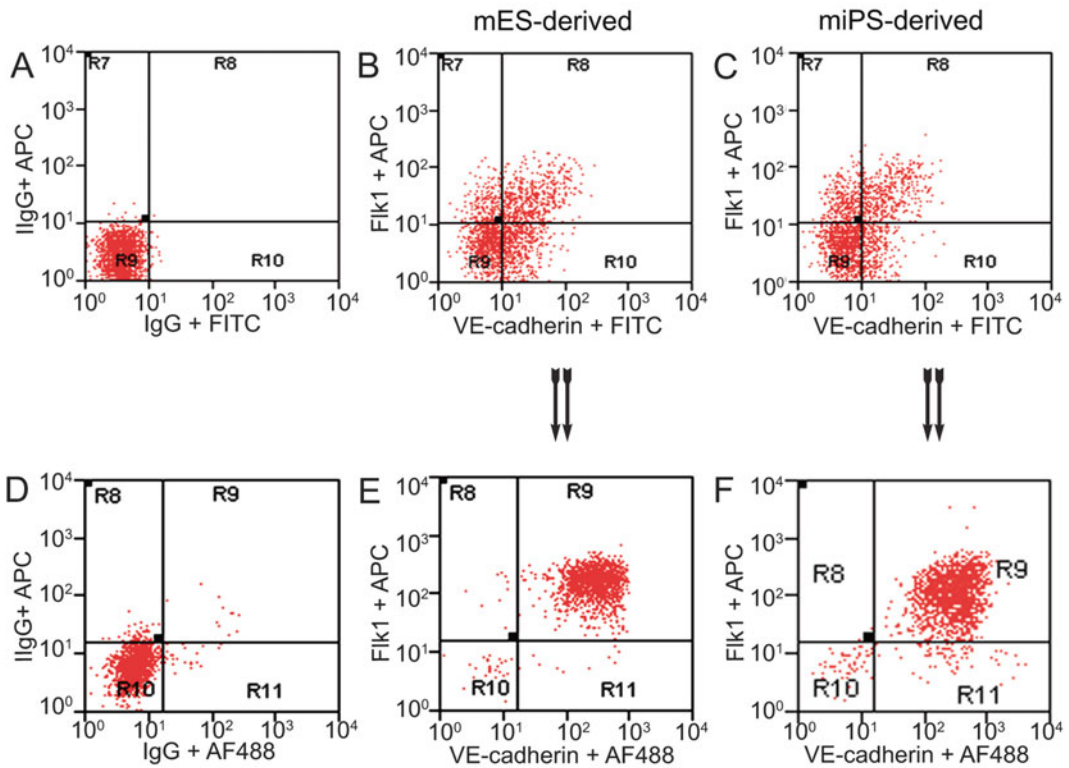 mES-derived
miPS-derived
A
10⁴
10³
10²
10¹
10⁰
IIgG+ APC
R7
R8
R9
R10
10⁰ 10¹ 10² 10³ 10⁴
IgG + FITC
B
10⁴
10³
10²
10¹
10⁰
Flk1 + APC
R7
R8
R9
R10
10⁰ 10¹ 10² 10³ 10⁴
VE-cadherin + FITC
C
10⁴
10³
10²
10¹
10⁰
Flk1 + APC
R7
R8
R9
R10
10⁰ 10¹ 10² 10³ 10⁴
VE-cadherin + FITC
D
10⁴
10³
10²
10¹
10⁰
IIgG+ APC
R8
R9
R10
R11
10⁰ 10¹ 10² 10³ 10⁴
IgG + AF488
E
10⁴
10³
10²
10¹
10⁰
Flk1 + APC
R8
R9
R10
R11
10⁰ 10¹ 10² 10³ 10⁴
VE-cadherin + AF488
F
10⁴
10³
10²
10¹
10⁰
Flk1 + APC
R8
R9
R10
R11
10⁰ 10¹ 10² 10³ 10⁴
VE-cadherin + AF488